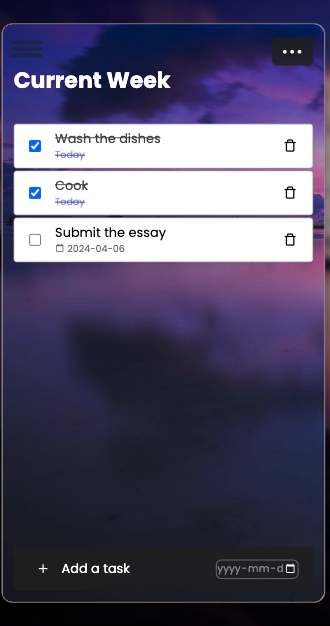 Current Week
Wash the dishes
Today
Cook
Today
Submit the essay
2024-04-06
Add a task
yyyy-mm-d